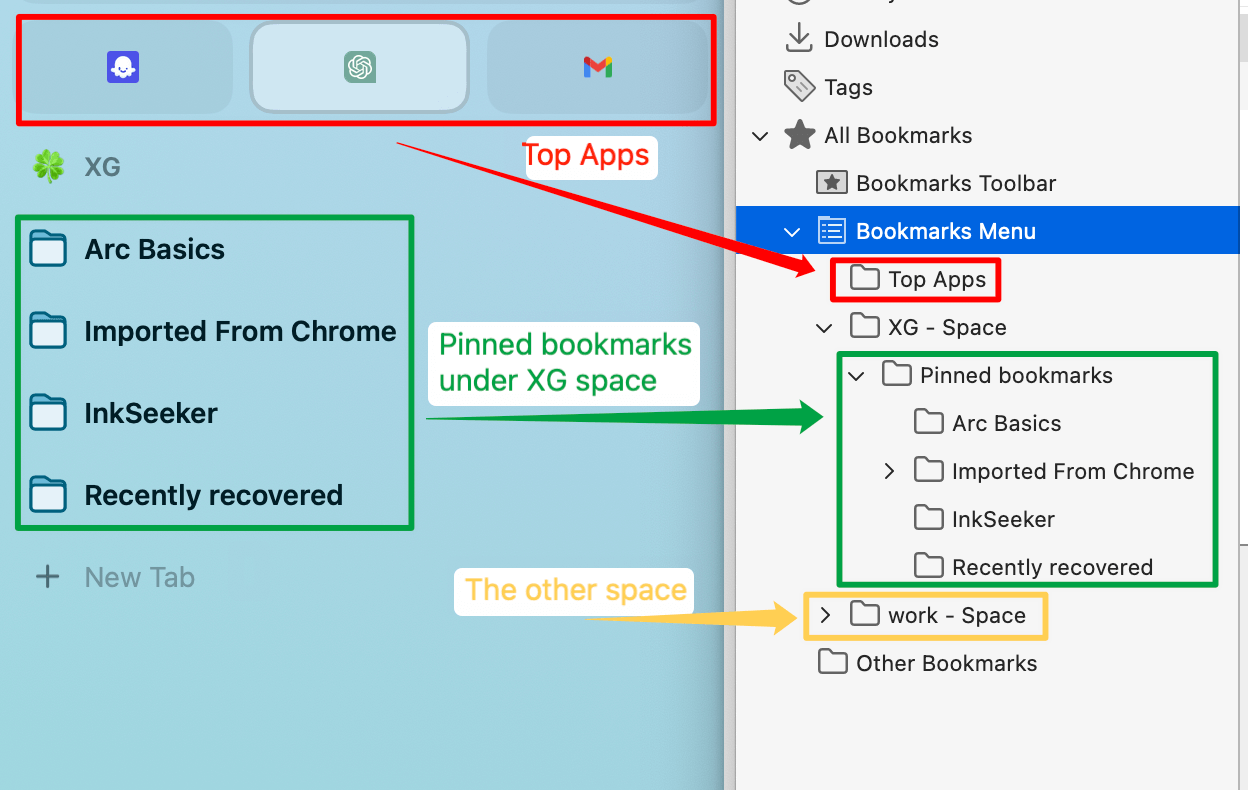 Top Apps
XG
Arc Basics
Imported From Chrome
InkSeeker
Recently recovered
New Tab
Pinned bookmarks
under XG space
The other space
Downloads
Tags
All Bookmarks
Bookmarks Toolbar
Bookmarks Menu
Top Apps
XG - Space
Pinned bookmarks
Arc Basics
Imported From Chrome
InkSeeker
Recently recovered
work - Space
Other Bookmarks